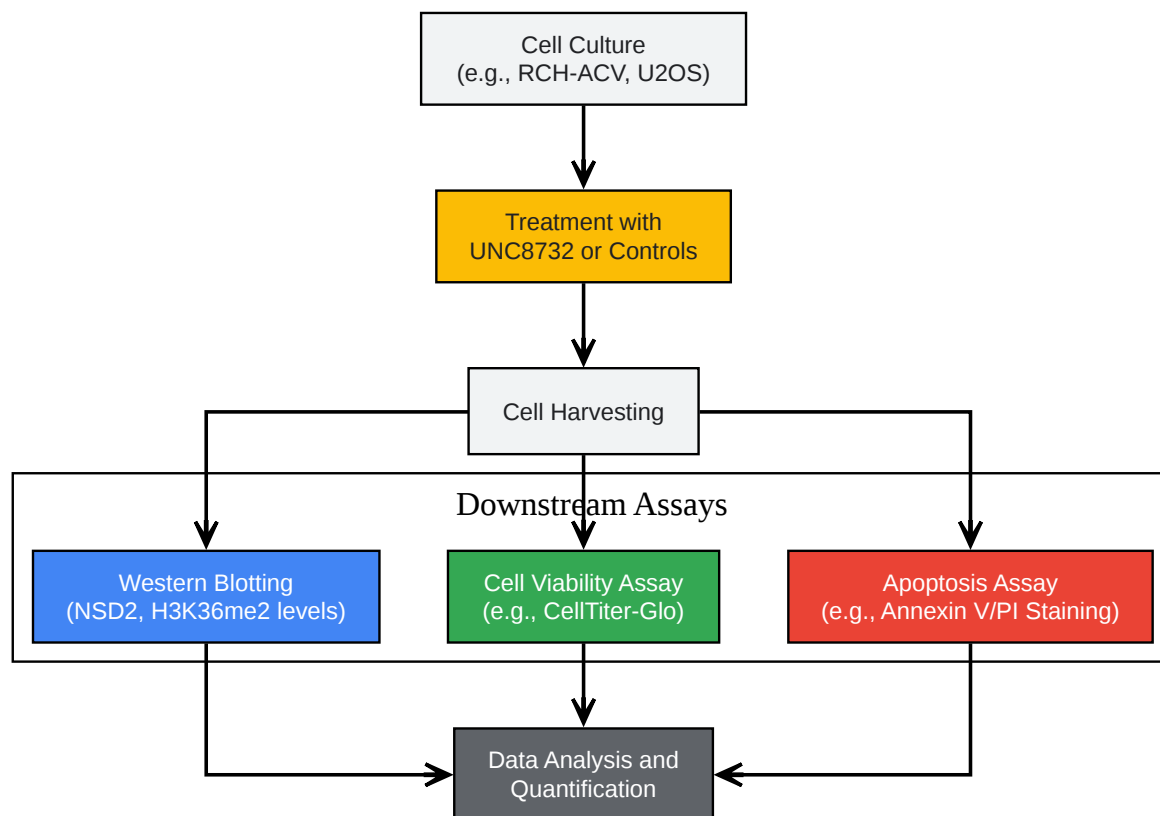 Cell Culture
(e.g., RCH-ACV, U2OS)
Treatment with
UNC8732 or Controls
Cell Harvesting
Downstream Assays
Western Blotting
(NSD2, H3K36me2 levels)
Cell Viability Assay
(e.g., CellTiter-Glo)
Apoptosis Assay
(e.g., Annexin V/PI Staining)
Data Analysis and
Quantification